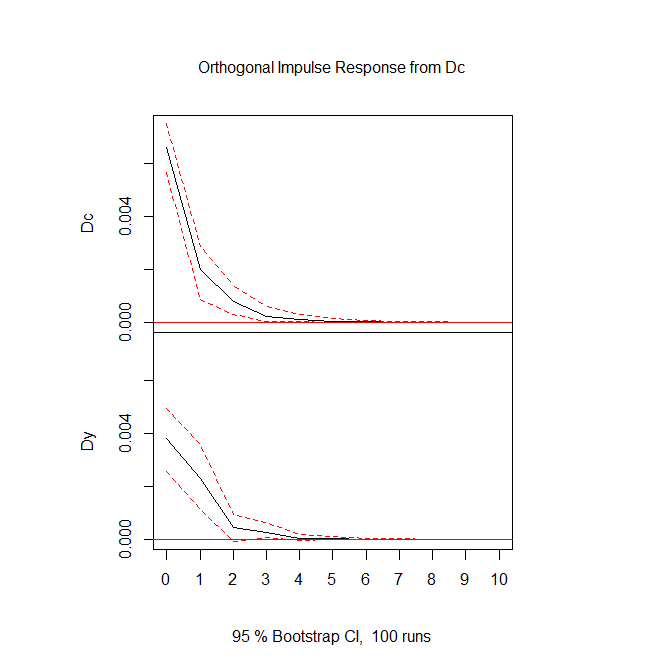 Orthogonal Impulse Response from Dc
Dc
0.004
0.000
Dy
0.004
0.000
0 1 2 3 4 5 6 7 8 9 10
95 % Bootstrap CI,  100 runs